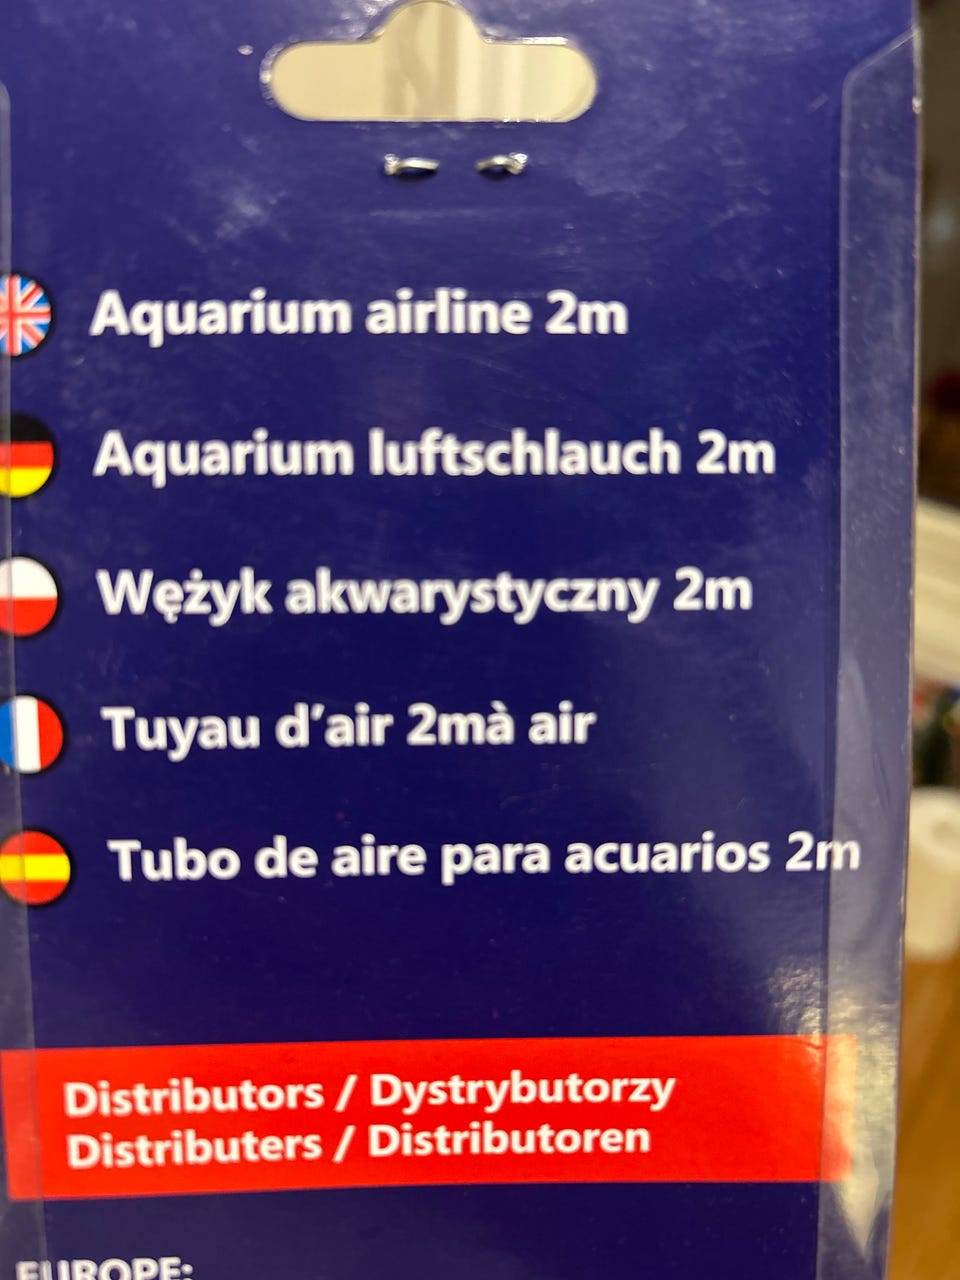 Aquarium airline 2m
Aquarium luftschlauch 2m
Wężyk akwarystyczny 2m
Tuyau d’air 2mà air
Tubo de aire para acuarios 2m
Distributors / Dystrybutorzy
Distributers / Distributoren
EUROPE: